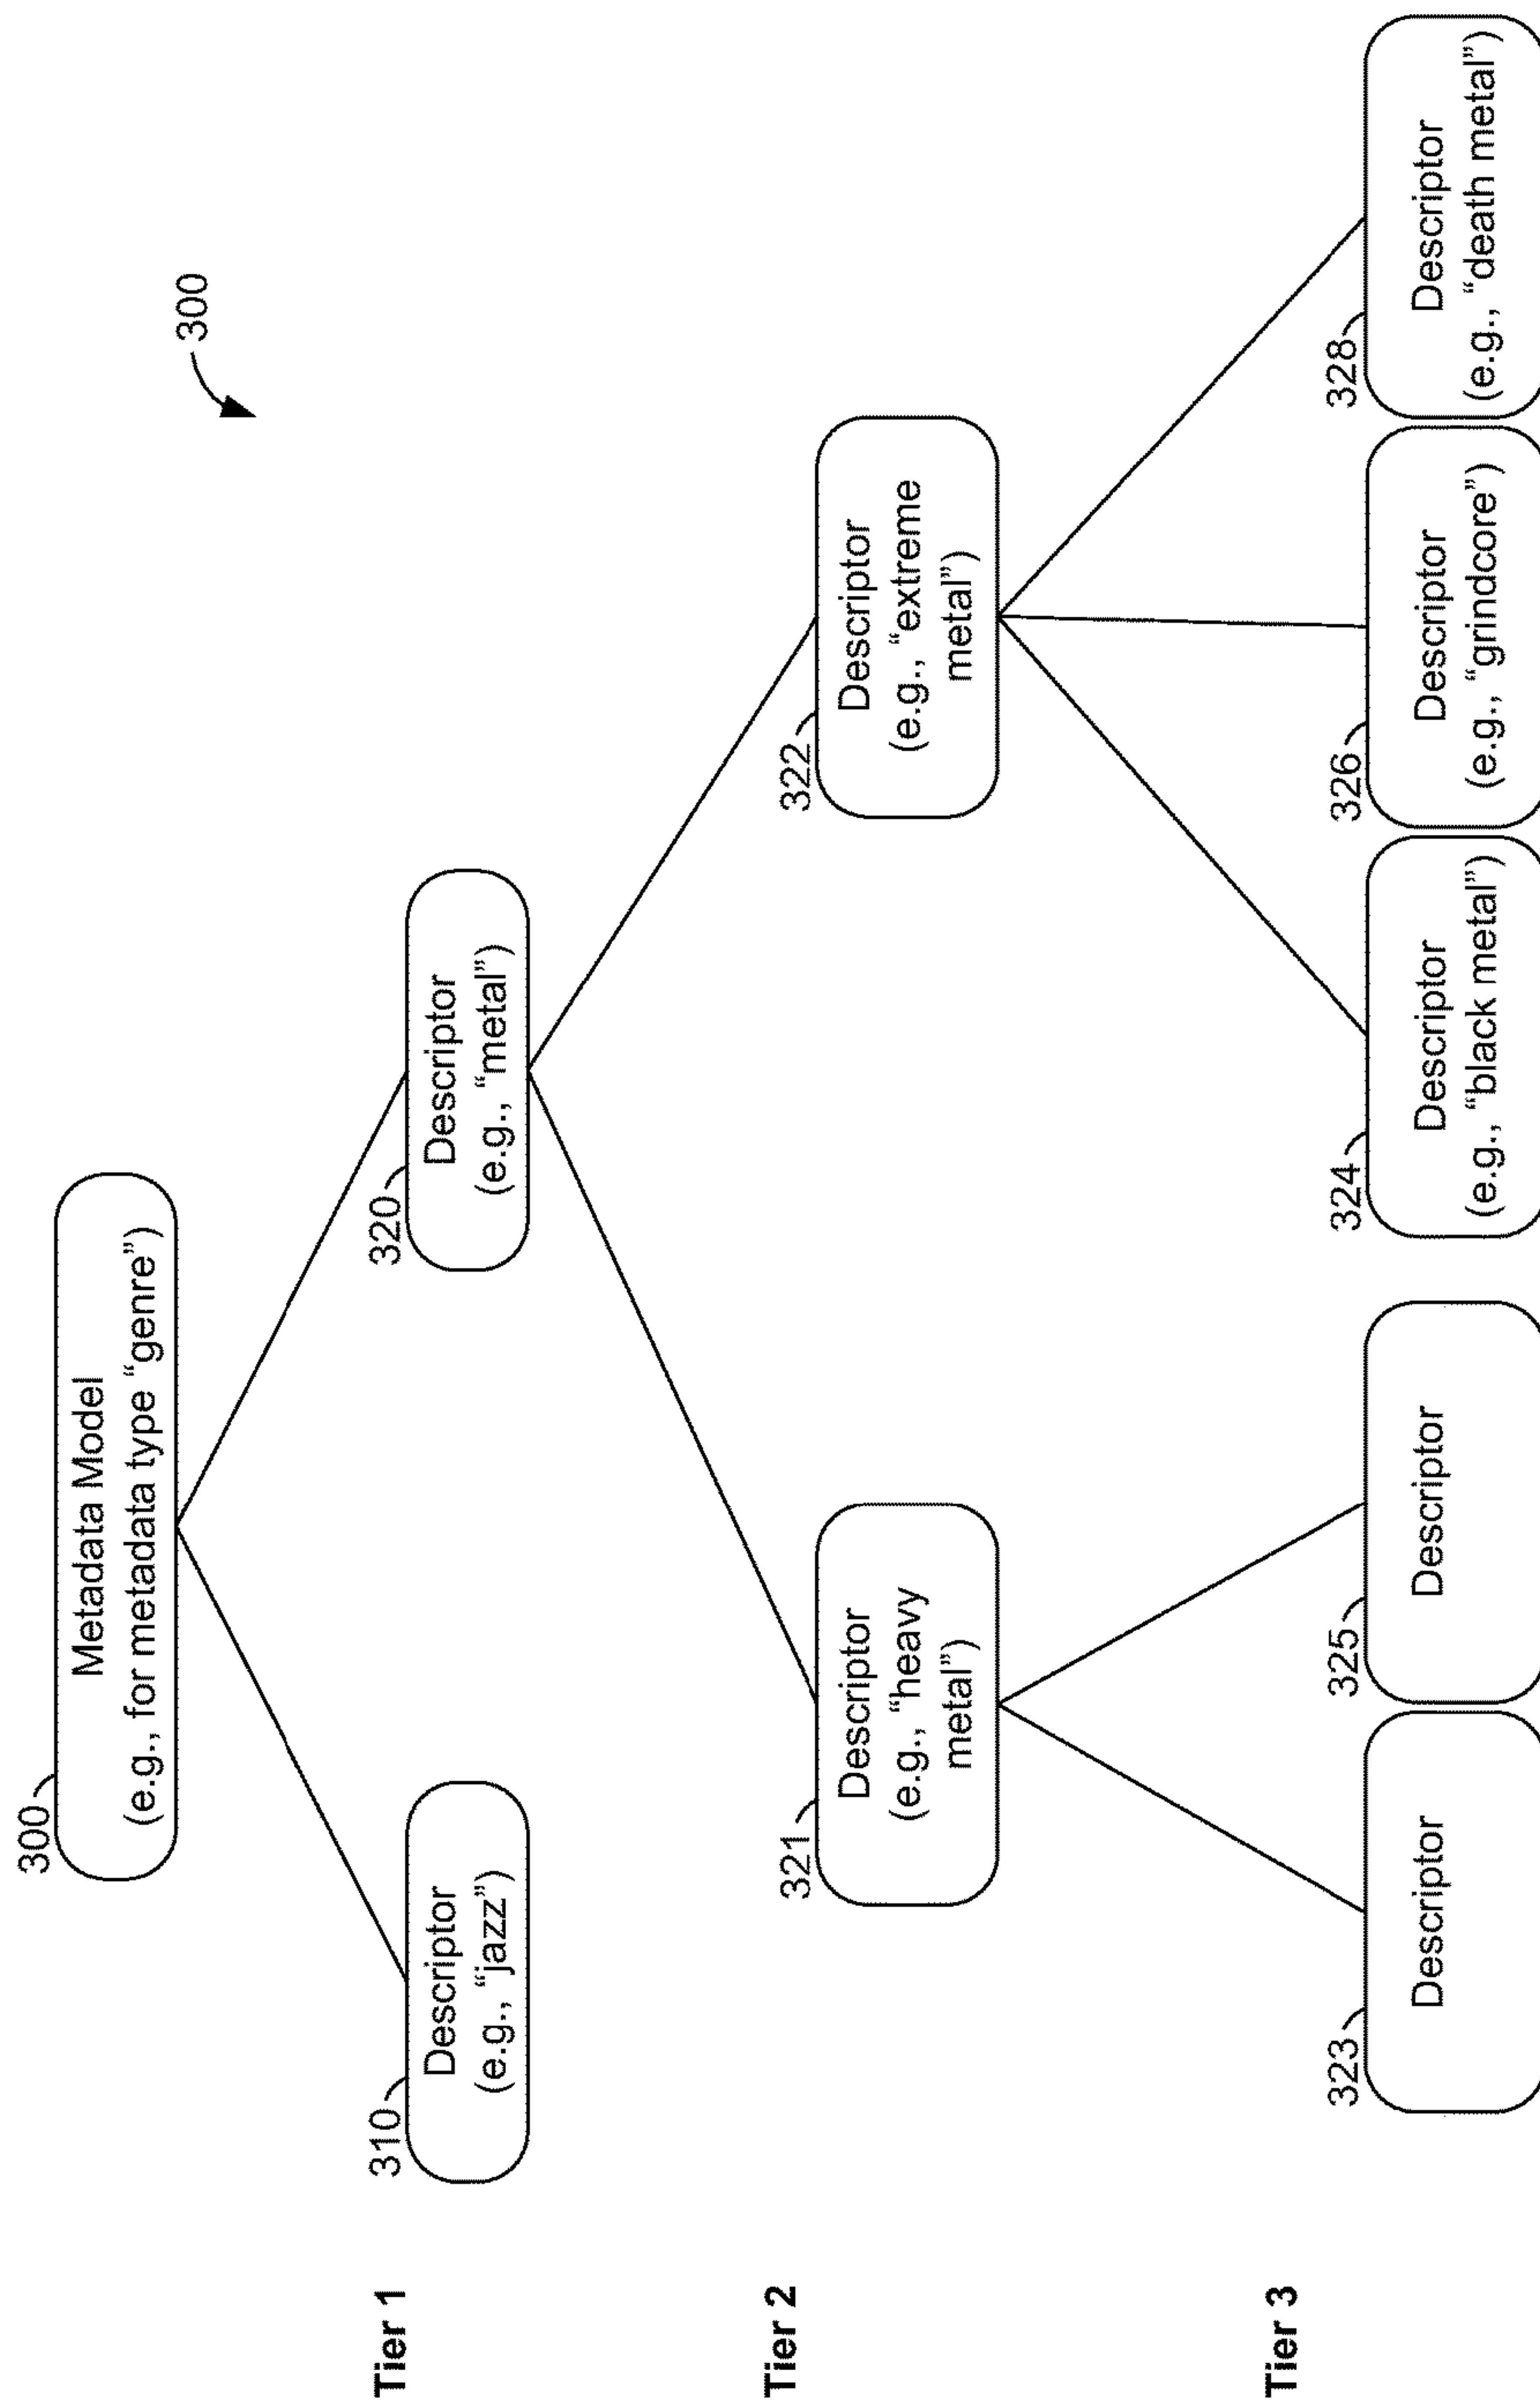 300
300
Metadata Model
(e.g., for metadata type “genre”)
Tier 1
310
Descriptor
(e.g., “jazz”)
320
Descriptor
(e.g., “metal”)
Tier 2
321
Descriptor
(e.g., “heavy
metal”)
322
Descriptor
(e.g., “extreme
metal”)
Tier 3
323
Descriptor
325
Descriptor
324
Descriptor
(e.g., “black metal”)
326
Descriptor
(e.g., “grindcore”)
328
Descriptor
(e.g., “death metal”)